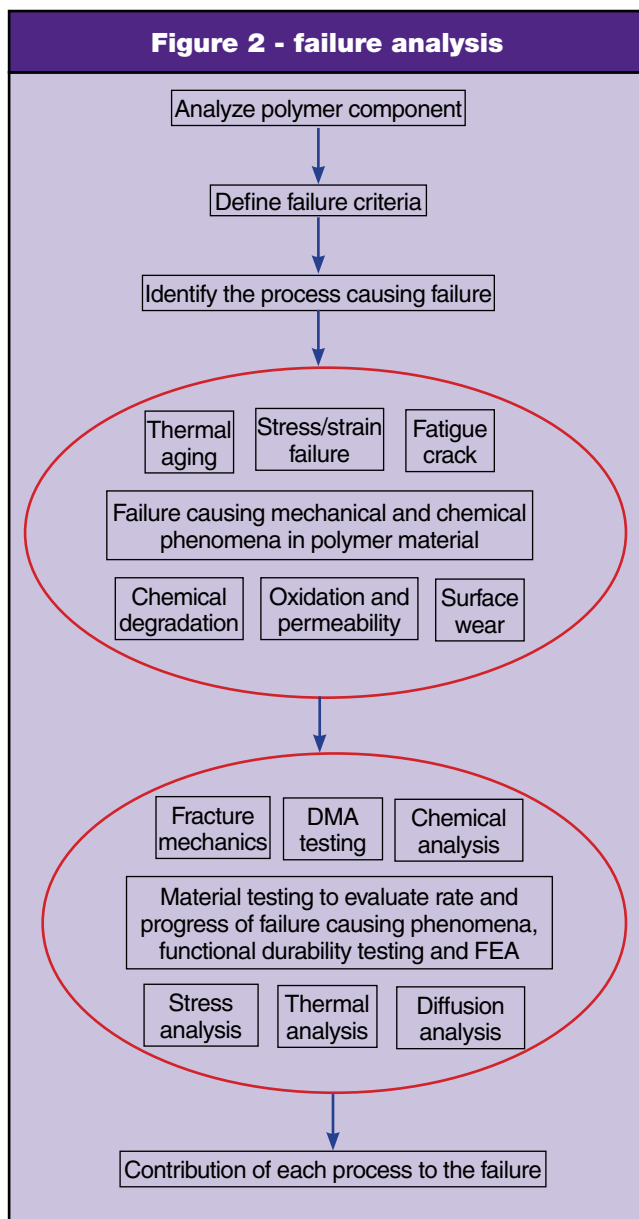 Figure 2 - failure analysis
Analyze polymer component
Define failure criteria
Identify the process causing failure
Thermal
aging
Stress/strain
failure
Fatigue
crack
Failure causing mechanical and chemical
phenomena in polymer material
Chemical
degradation
Oxidation and
permeability
Surface
wear
Fracture
mechanics
DMA
testing
Chemical
analysis
Material testing to evaluate rate and
progress of failure causing phenomena,
functional durability testing and FEA
Stress
analysis
Thermal
analysis
Diffusion
analysis
Contribution of each process to the failure